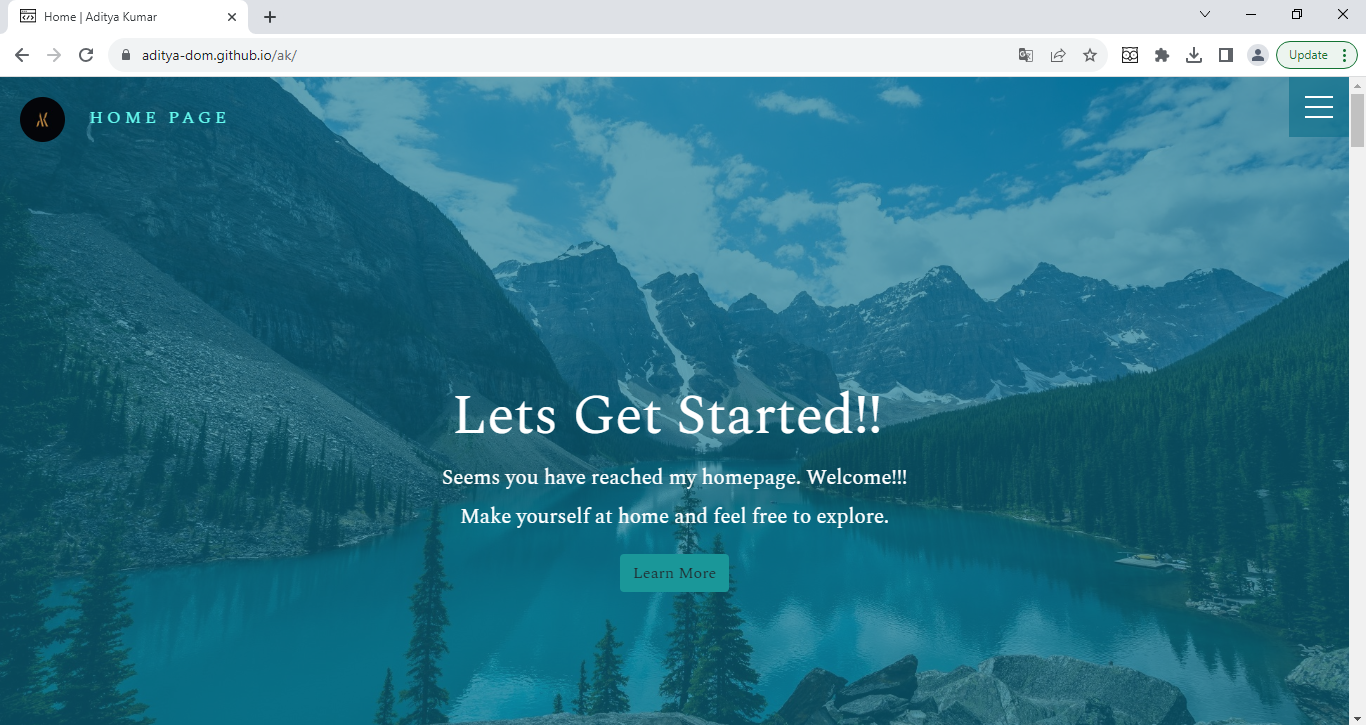 Home | Aditya Kumar
aditya-dom.github.io/ak/
Update
HOME PAGE
Lets Get Started!!
Seems you have reached my homepage. Welcome!!!
Make yourself at home and feel free to explore.
Learn More